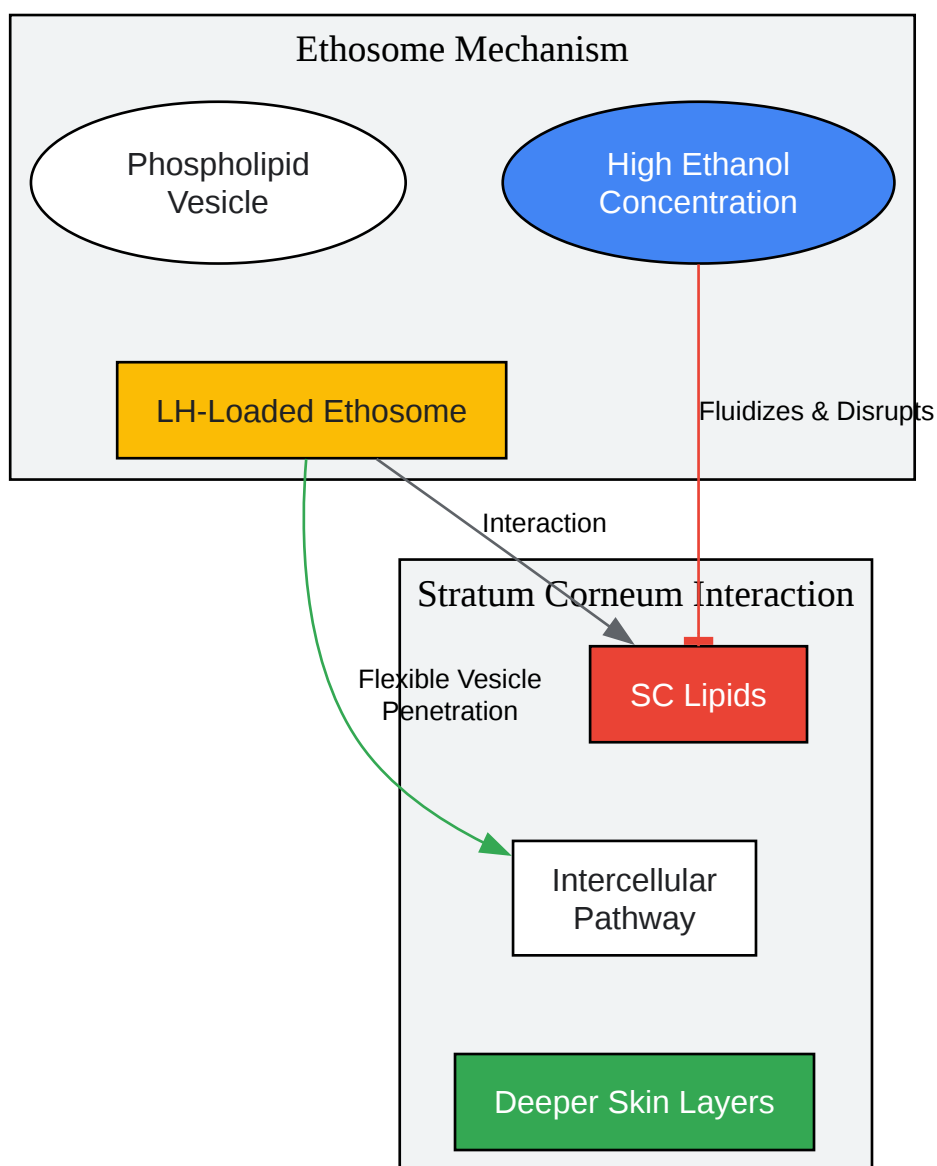 Ethosome Mechanism
Phospholipid
Vesicle
High Ethanol
Concentration
LH-Loaded Ethosome
Fluidizes & Disrupts
Interaction
Stratum Corneum Interaction
Flexible Vesicle
Penetration
SC Lipids
Intercellular
Pathway
Deeper Skin Layers